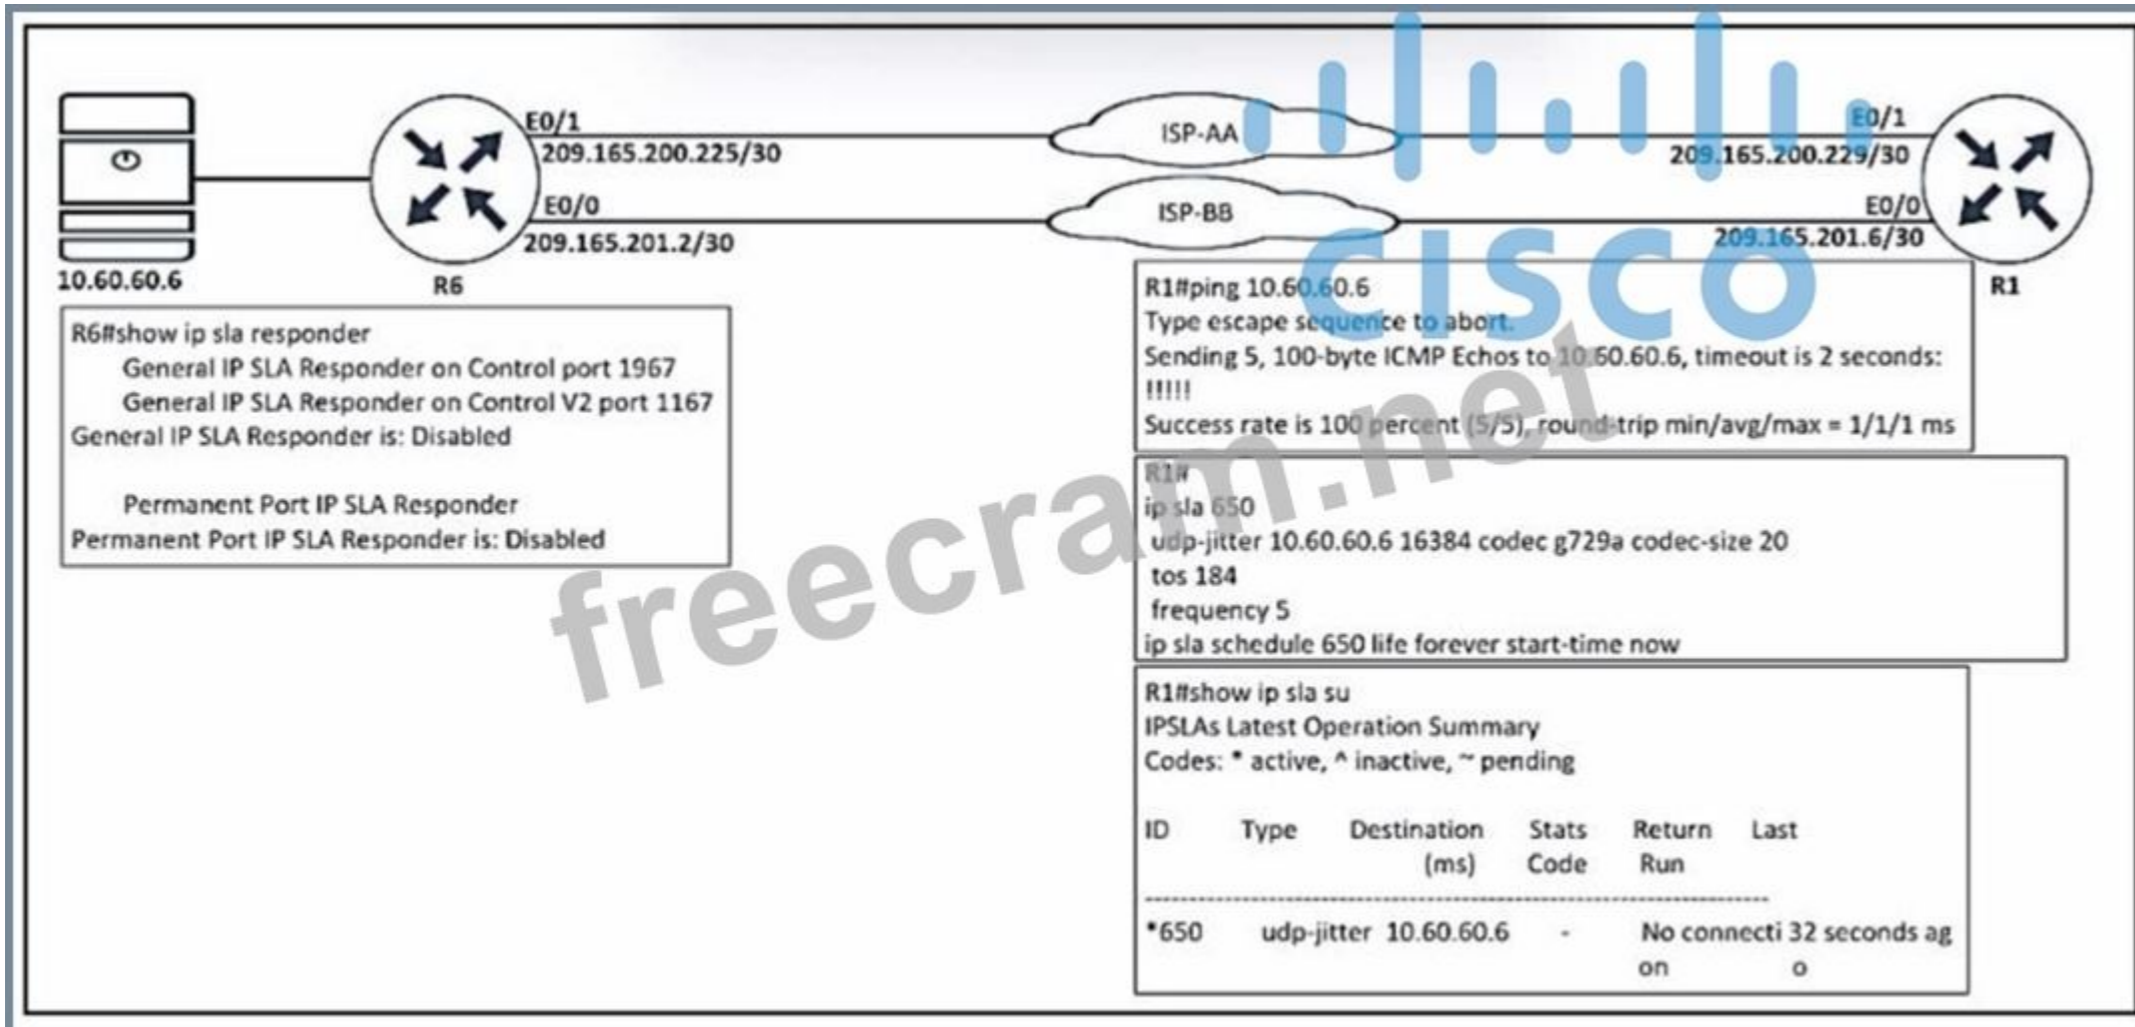 E0/1
209.165.200.225/30
E0/0
209.165.201.2/30
10.60.60.6
R6
ISP-AA
ISP-BB
E0/1
209.165.200.229/30
E0/0
209.165.201.6/30
R1
CISCO
freecram.net
R6#show ip sla responder
General IP SLA Responder on Control port 1967
General IP SLA Responder on Control V2 port 1167
General IP SLA Responder is: Disabled
Permanent Port IP SLA Responder
Permanent Port IP SLA Responder is: Disabled
R1#ping 10.60.60.6
Type escape sequence to abort.
Sending 5, 100-byte ICMP Echos to 10.60.60.6, timeout is 2 seconds:
!!!!!
Success rate is 100 percent (5/5), round-trip min/avg/max = 1/1/1 ms
R1#
ip sla 650
udp-jitter 10.60.60.6 16384 codec g729a codec-size 20
tos 184
frequency 5
ip sla schedule 650 life forever start-time now
R1#show ip sla su
IPSLAs Latest Operation Summary
Codes: * active, ^ inactive, ~ pending
ID Type Destination Stats Return Last
(ms) Code Run
-----------------------------------------------------------------------
*650 udp-jitter 10.60.60.6 - No connecti 32 seconds ag
on o